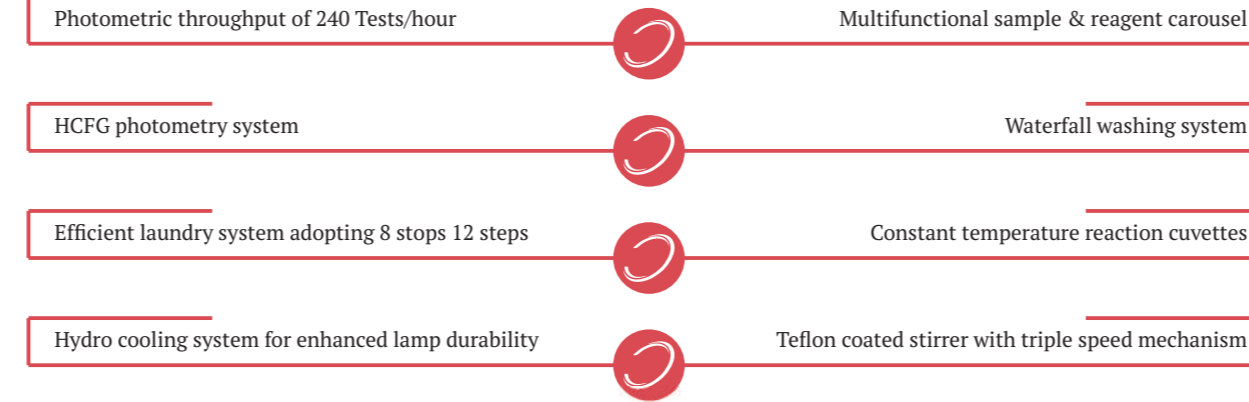 Photometric throughput of 240 Tests/hour
Multifunctional sample & reagent carousel
HCFG photometry system
Waterfall washing system
Efficient laundry system adopting 8 stops 12 steps
Constant temperature reaction cuvettes
Hydro cooling system for enhanced lamp durability
Teflon coated stirrer with triple speed mechanism